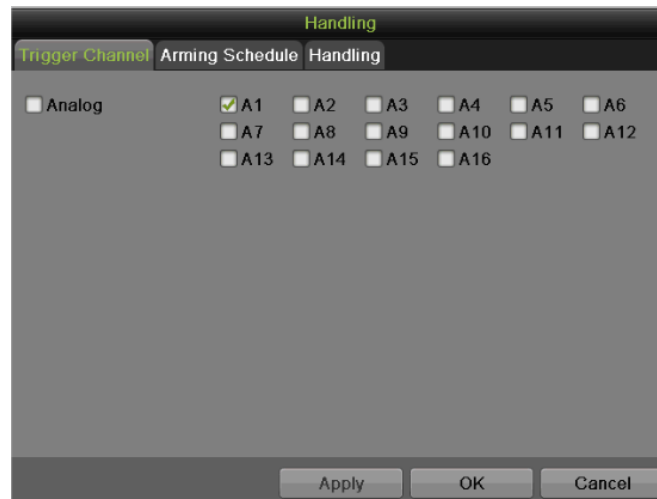 Handling
Trigger Channel Arming Schedule Handling
Analog A1 A2 A3 A4 A5 A6
A7 A8 A9 A10 A11 A12
A13 A14 A15 A16
Apply OK Cancel